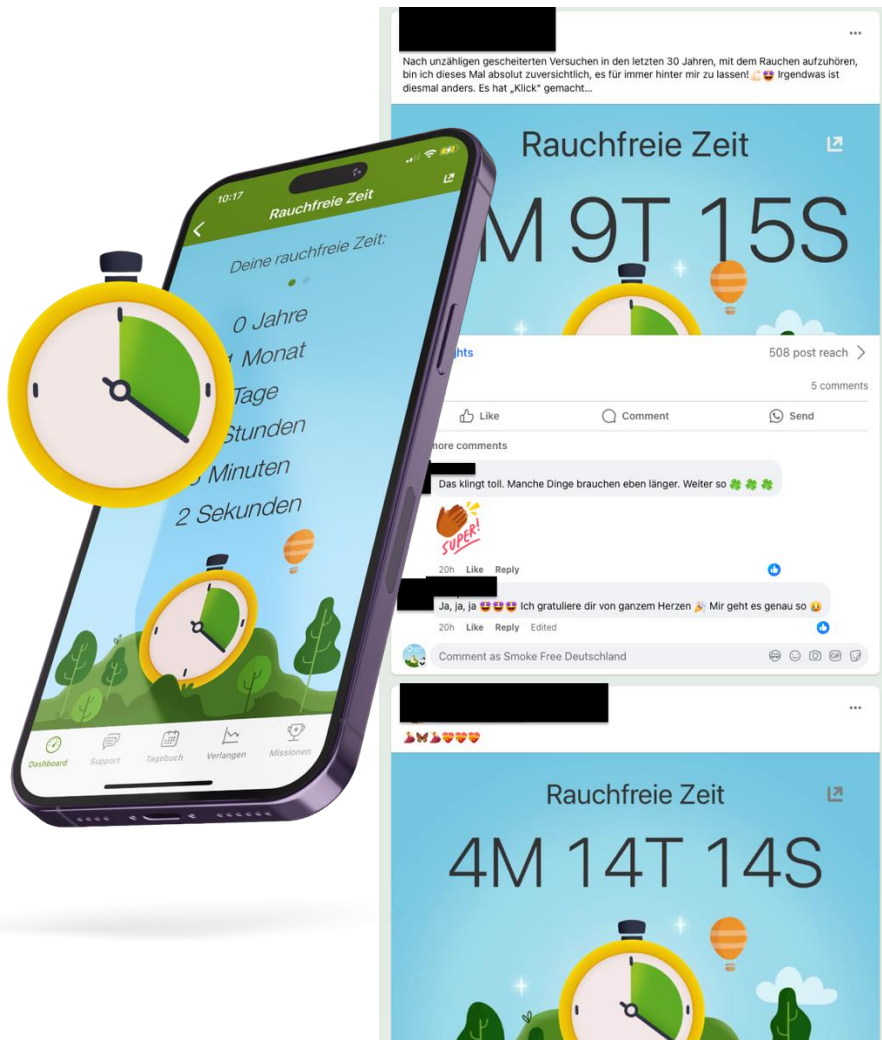 10:17
Rauchfreie Zeit
Deine rauchfreie Zeit:
0 Jahre
1 Monat
Tage
Stunden
Minuten
2 Sekunden
Dashboard
Support
Tagebuch
Verlangen
Missionen
Nach unzähligen gescheiterten Versuchen in den letzten 30 Jahren, mit dem Rauchen aufzuhören,
bin ich dieses Mal absolut zuversichtlich, es für immer hinter mir zu lassen!💪🏻🤩 Irgendwas ist
diesmal anders. Es hat „Klick" gemacht...
Rauchfreie Zeit
M 9T 15S
508 post reach
5 comments
Like
Comment
Send
more comments
Das klingt toll. Manche Dinge brauchen eben länger. Weiter so 🍀 🍀 🍀
SUPER!
20h Like Reply
Ja, ja, ja 🤩🤩🤩 Ich gratuliere dir von ganzem Herzen 🎉 Mir geht es genau so 🥹
20h Like Reply Edited
Comment as Smoke Free Deutschland
GIF
Rauchfreie Zeit
4M 14T 14S